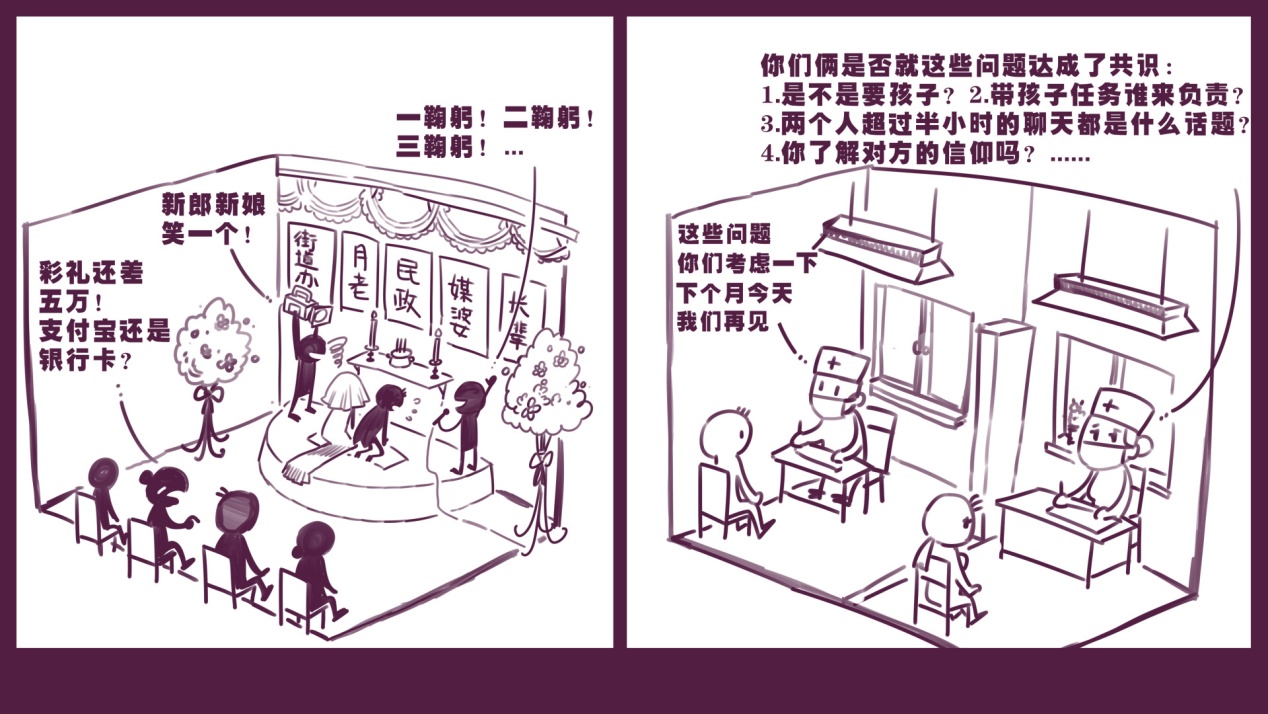 一鞠躬！二鞠躬！
三鞠躬！...
新郎新娘
笑一个！
彩礼还差
五万！
支付宝还是
银行卡？
街道办
月老
民政
媒婆
长辈
你们俩是否就这些问题达成了共识：
1.是不是要孩子？2.带孩子任务谁来负责？
3.两个人超过半小时的聊天都是什么话题？
4.你了解对方的信仰吗？......
这些问题
你们考虑一下
下个月今天
我们再见